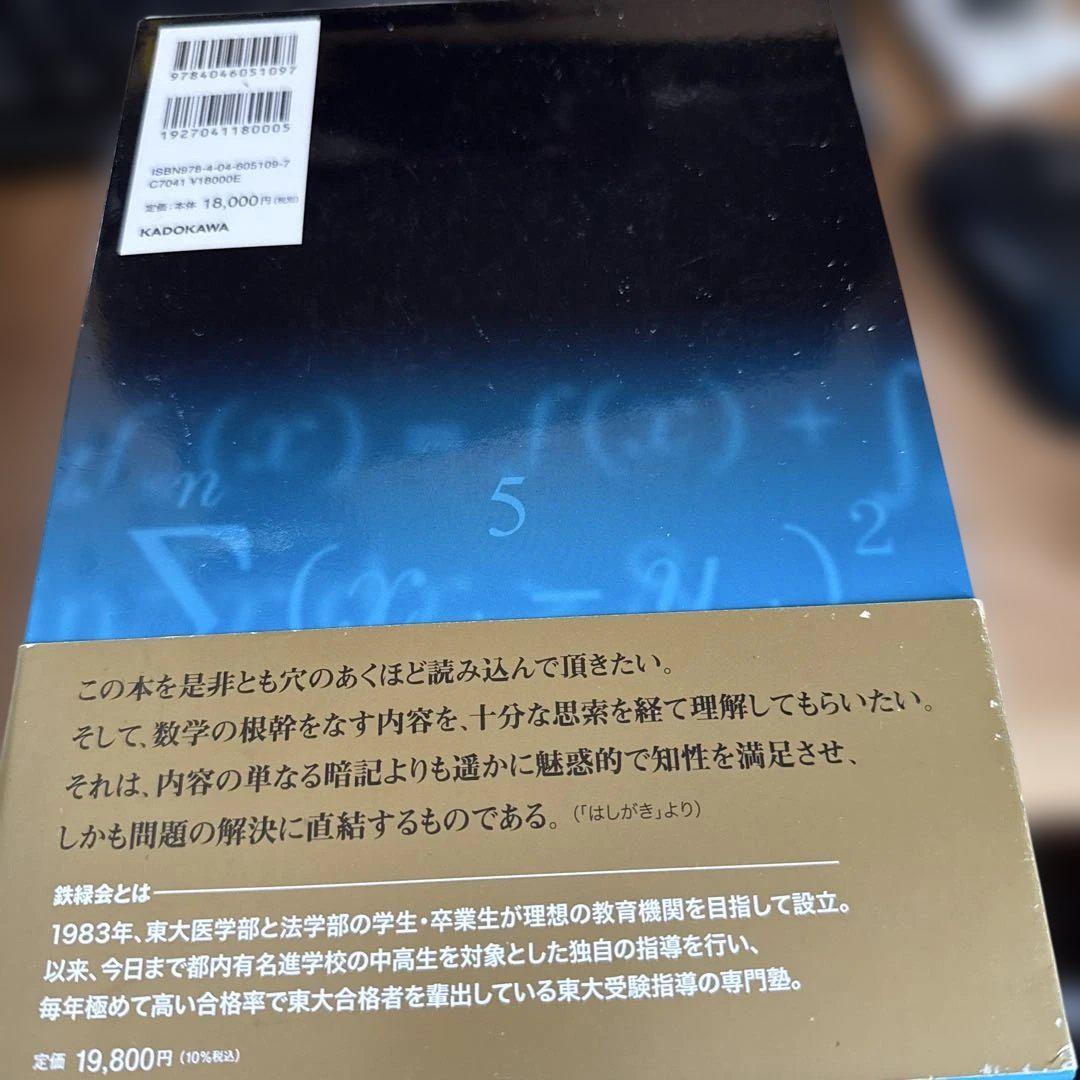 9784046051097
1927041180005
ISBN978-4-04-605109-7
C7041 ¥18000E
定価：本体 18,000円（税別）
KADOKAWA
(x) = f(x) + ∫
n
5
∑(x - y)²
この本を是非とも穴のあくほど読み込んで頂きたい。
そして、数学の根幹をなす内容を、十分な思索を経て理解してもらいたい。
それは、内容の単なる暗記よりも遥かに魅惑的で知性を満足させ、
しかも問題の解決に直結するものである。（「はしがき」より）
鉄緑会とは
1983年、東大医学部と法学部の学生・卒業生が理想の教育機関を目指して設立。
以来、今日まで都内有名進学校の中高生を対象とした独自の指導を行い、
毎年極めて高い合格率で東大合格者を輩出している東大受験指導の専門塾。
定価 19,800円（10%税込）